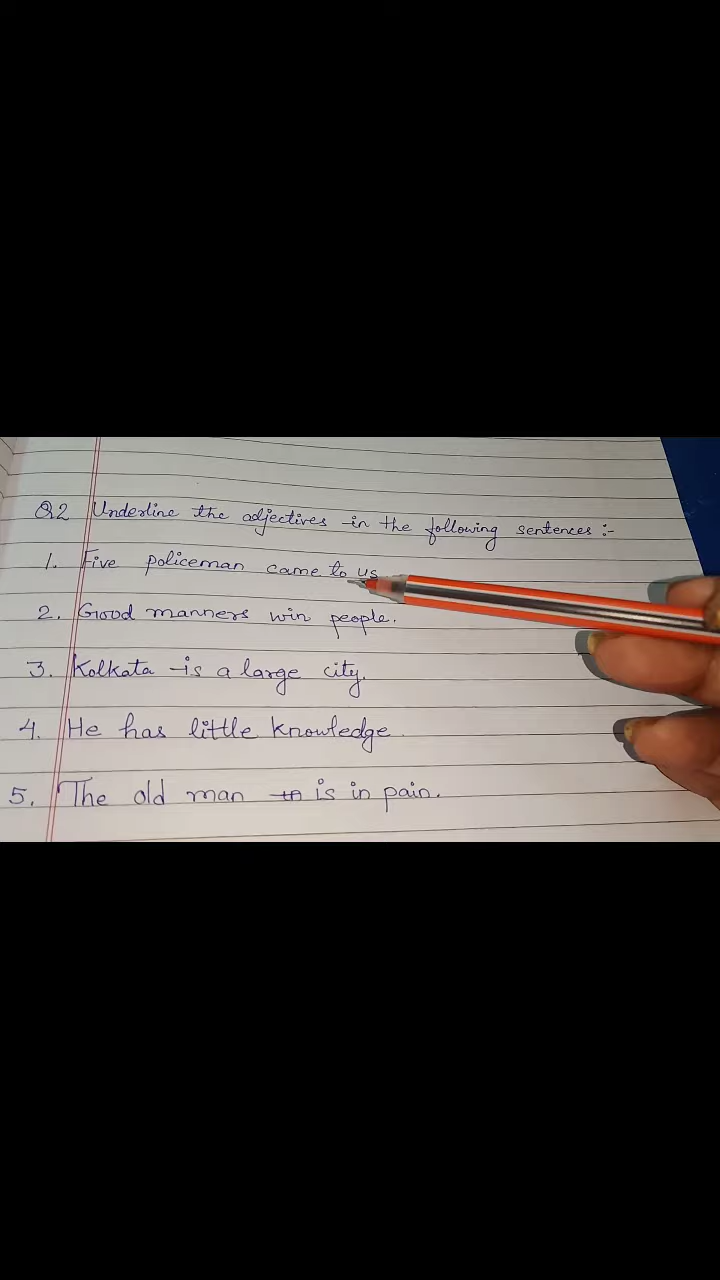 Q2 Underline the adjectives in the following sentences :-
1. Five policeman came to us
2. Good manners win people.
3. Kolkata is a large city.
4. He has little knowledge.
5. The old man in is in pain.